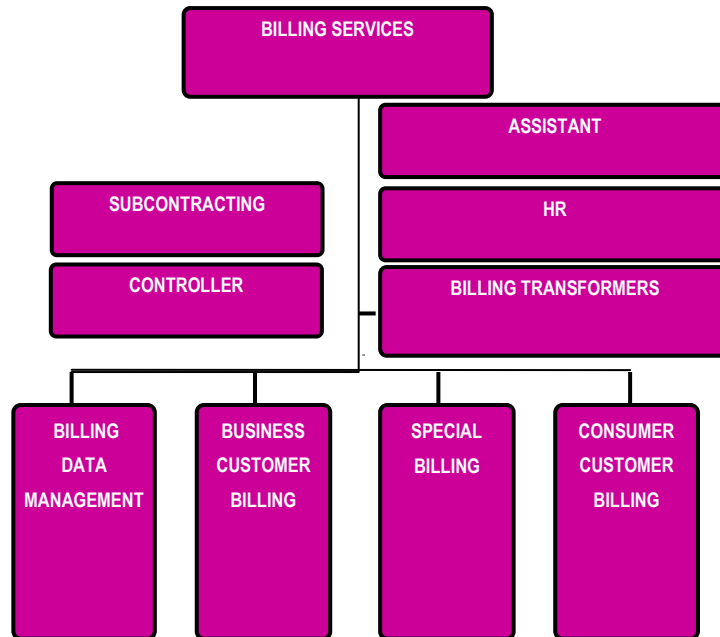 BILLING SERVICES
ASSISTANT
SUBCONTRACTING
HR
CONTROLLER
BILLING TRANSFORMERS
BILLING
DATA
MANAGEMENT
BUSINESS
CUSTOMER
BILLING
SPECIAL
BILLING
CONSUMER
CUSTOMER
BILLING